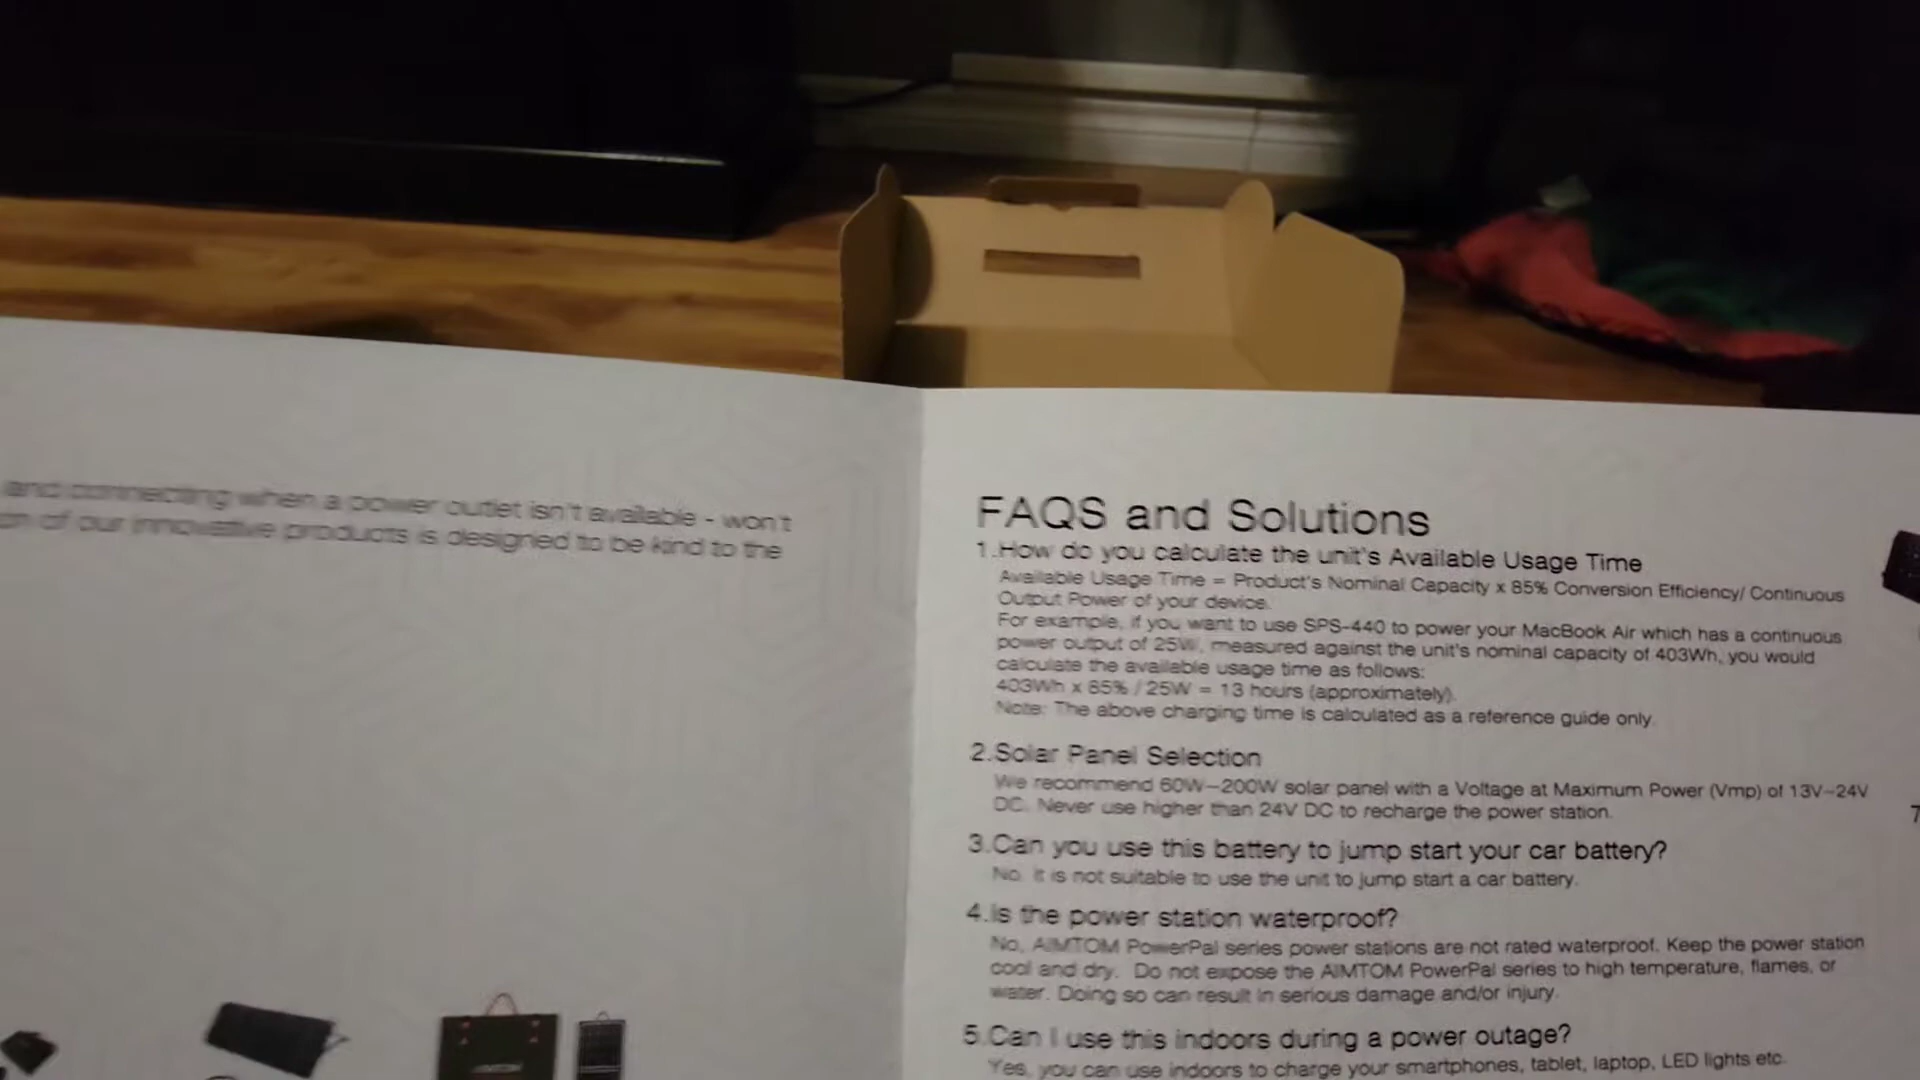 and connecting when a power outlet isn't available - won't
of our innovative products is designed to be kind to the
FAQS and Solutions
1.How do you calculate the unit's Available Usage Time
Available Usage Time = Product's Nominal Capacity x 85% Conversion Efficiency/ Continuous
Output Power of your device.
For example, if you want to use SPS-440 to power your MacBook Air which has a continuous
power output of 25W, measured against the unit's nominal capacity of 403Wh, you would
calculate the available usage time as follows:
403Wh x 85% / 25W = 13 hours (approximately).
Note: The above charging time is calculated as a reference guide only.
2.Solar Panel Selection
We recommend 60W-200W solar panel with a Voltage at Maximum Power (Vmp) of 13V-24V
DC. Never use higher than 24V DC to recharge the power station.
3.Can you use this battery to jump start your car battery?
No. It is not suitable to use the unit to jump start a car battery.
4.Is the power station waterproof?
No, AIMTOM PowerPal series power stations are not rated waterproof. Keep the power station
cool and dry. Do not expose the AIMTOM PowerPal series to high temperature, flames, or
water. Doing so can result in serious damage and/or injury.
5.Can I use this indoors during a power outage?
Yes, you can use indoors to charge your smartphones, tablet, laptop, LED lights etc.
7
AIMTOM